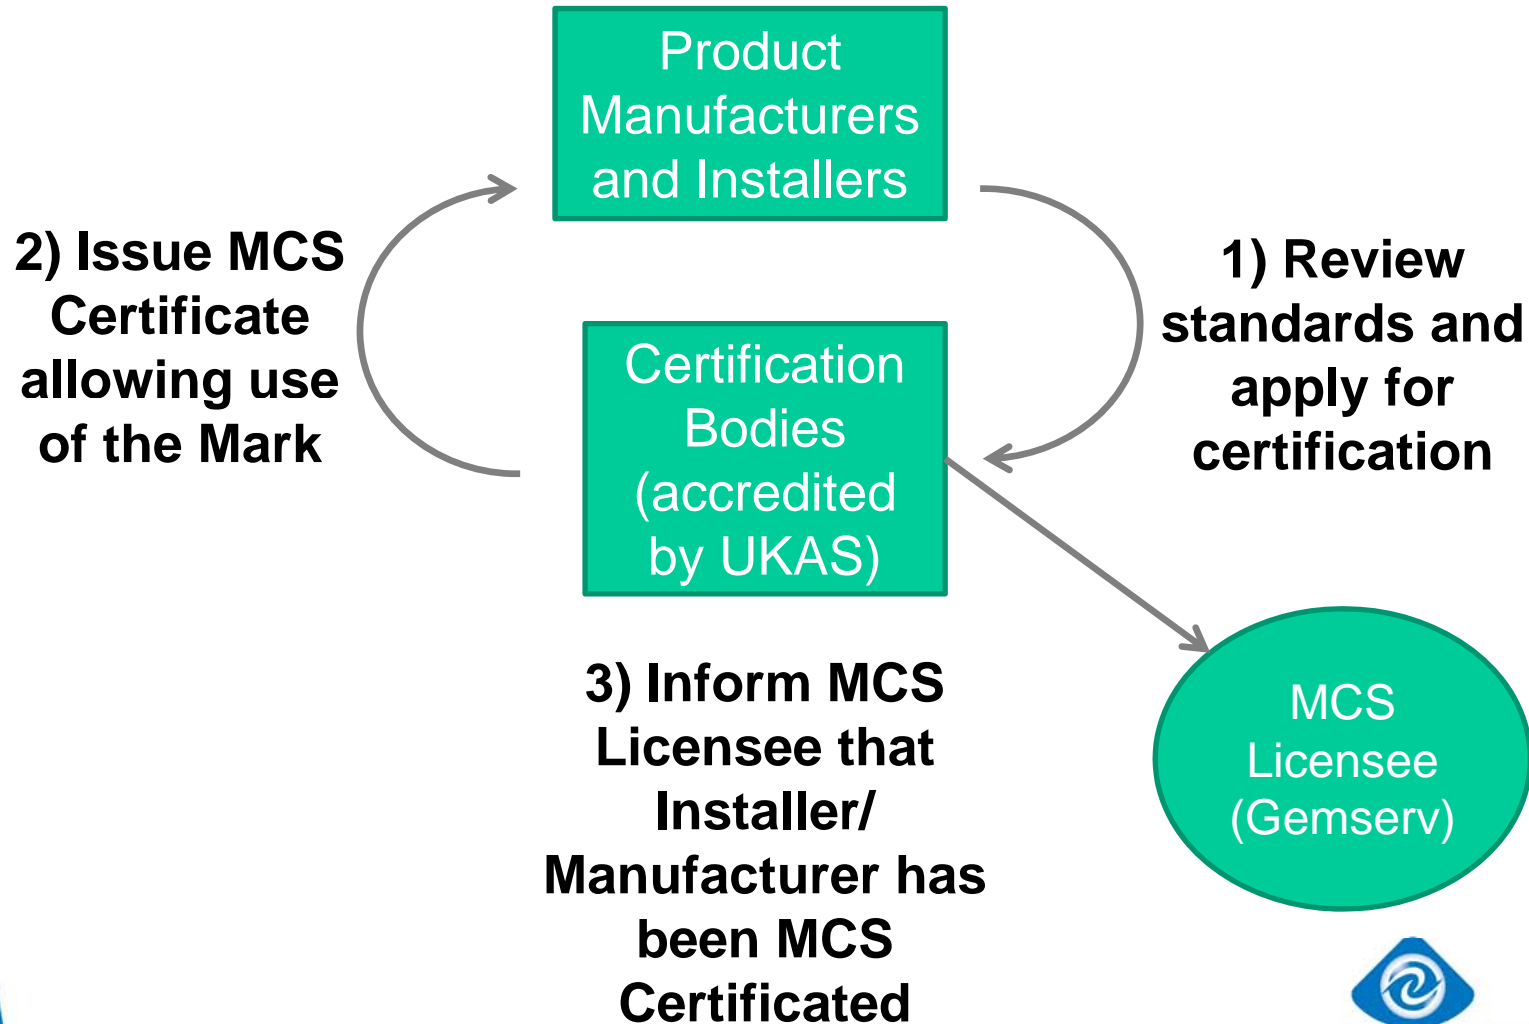 Product
Manufacturers
and Installers
2) Issue MCS
Certificate
allowing use
of the Mark
1) Review
standards and
apply for
certification
Certification
Bodies
(accredited
by UKAS)
3) Inform MCS
Licensee that
Installer/
Manufacturer has
been MCS
Certificated
MCS
Licensee
(Gemserv)